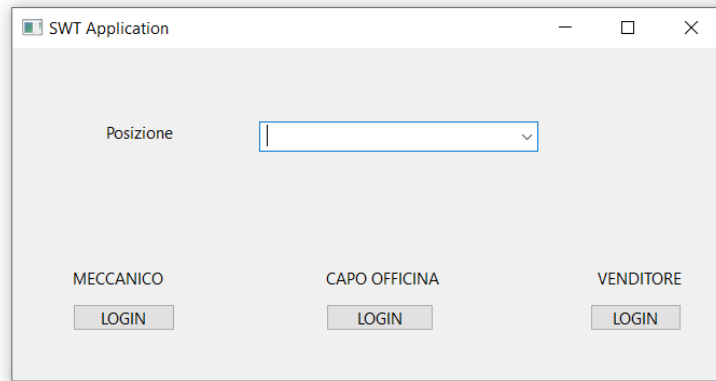 SWT Application
Posizione
MECCANICO CAPO OFFICINA VENDITORE
LOGIN LOGIN LOGIN